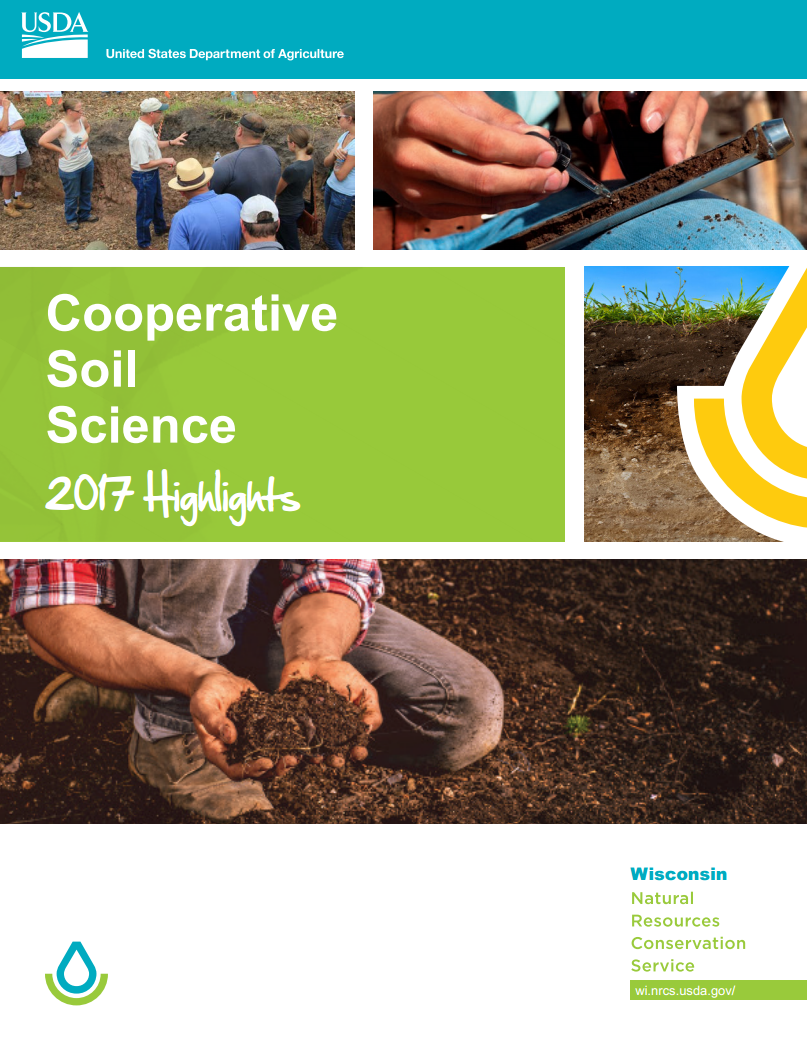 USDA
United States Department of Agriculture
Cooperative
Soil
Science
2017 Highlights
Wisconsin
Natural
Resources
Conservation
Service
wi.nrcs.usda.gov/